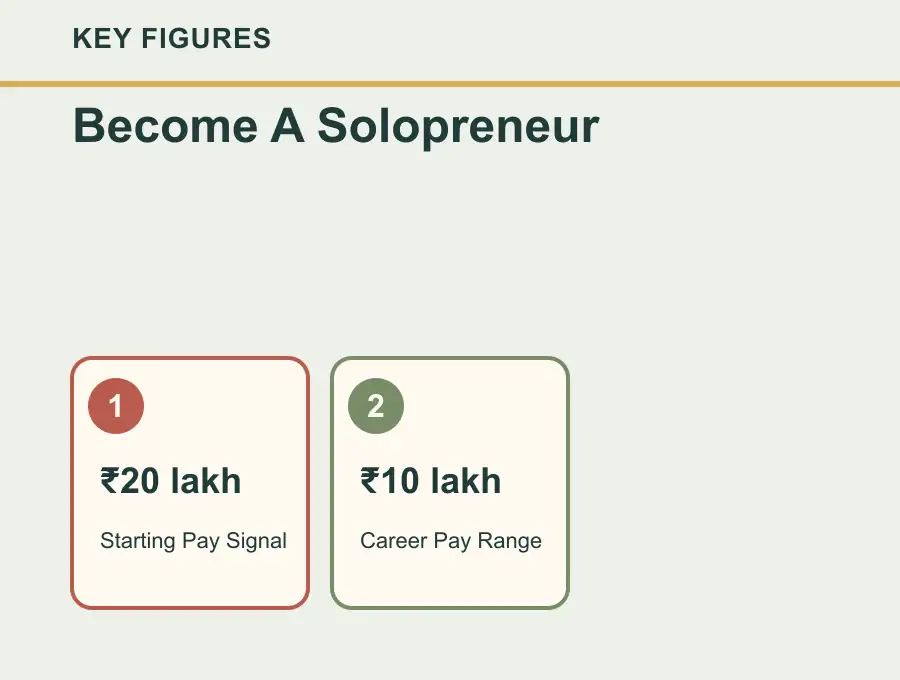 KEY FIGURES
Become A Solopreneur
1
₹20 lakh
Starting Pay Signal
2
₹10 lakh
Career Pay Range